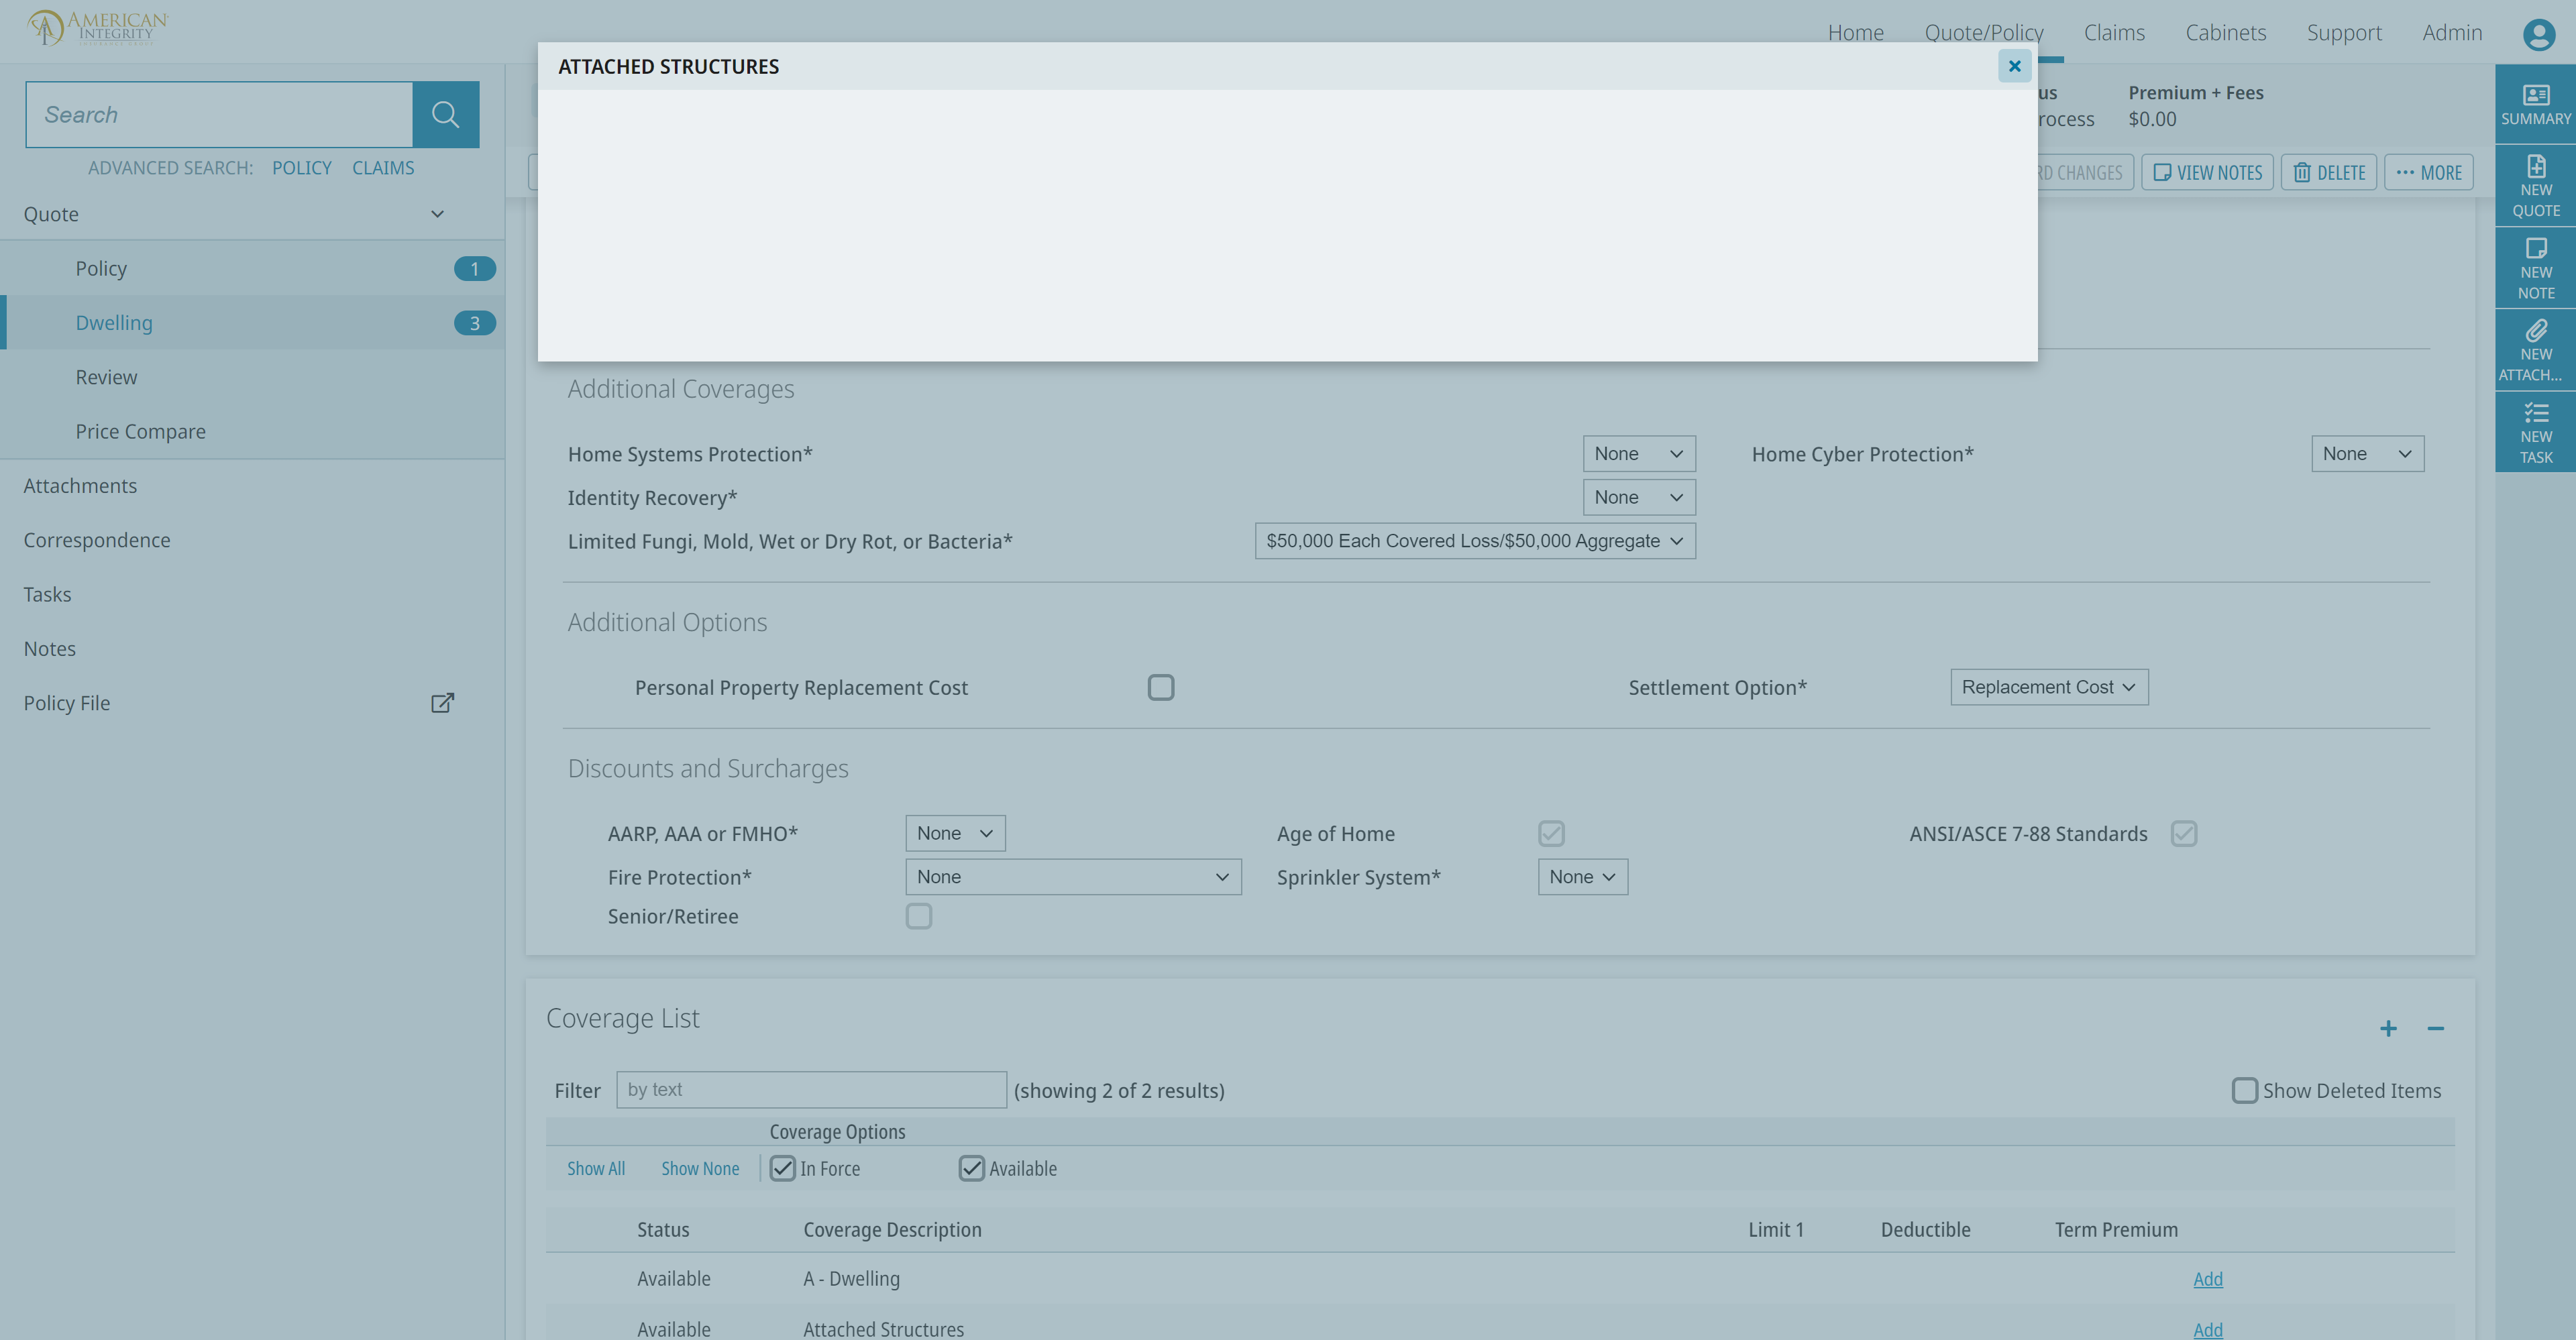 AMERICAN
INTEGRITY
Home
Quote/Policy
Claims
Cabinets
Support
Admin
ATTACHED STRUCTURES
Search
ADVANCED SEARCH: POLICY CLAIMS
us
rocess
Premium + Fees
$0.00
RD CHANGES
VIEW NOTES
DELETE
MORE
SUMMARY
NEW
QUOTE
NEW
NOTE
NEW
ATTACH...
NEW
TASK
Quote
Policy 1
Dwelling 3
Review
Price Compare
Attachments
Correspondence
Tasks
Notes
Policy File
Additional Coverages
Home Systems Protection* None Home Cyber Protection* None
Identity Recovery* None
Limited Fungi, Mold, Wet or Dry Rot, or Bacteria* $50,000 Each Covered Loss/$50,000 Aggregate
Additional Options
Personal Property Replacement Cost Settlement Option* Replacement Cost
Discounts and Surcharges
AARP, AAA or FMHO* None Age of Home ANSI/ASCE 7-88 Standards
Fire Protection* None Sprinkler System* None
Senior/Retiree
Coverage List
Filter by text (showing 2 of 2 results) Show Deleted Items
Coverage Options
Show All Show None In Force Available
Status Coverage Description Limit 1 Deductible Term Premium
Available A - Dwelling Add
Available Attached Structures Add